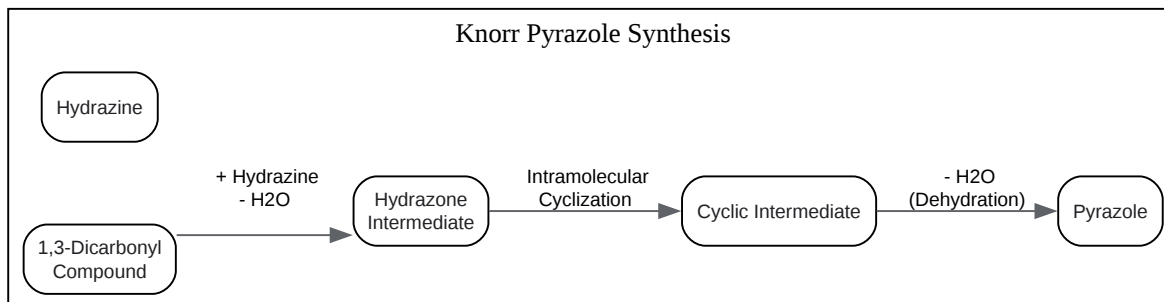 Knorr Pyrazole Synthesis
Hydrazine
1,3-Dicarbonyl
Compound
+ Hydrazine
- H2O
Hydrazone
Intermediate
Intramolecular
Cyclization
Cyclic Intermediate
- H2O
(Dehydration)
Pyrazole